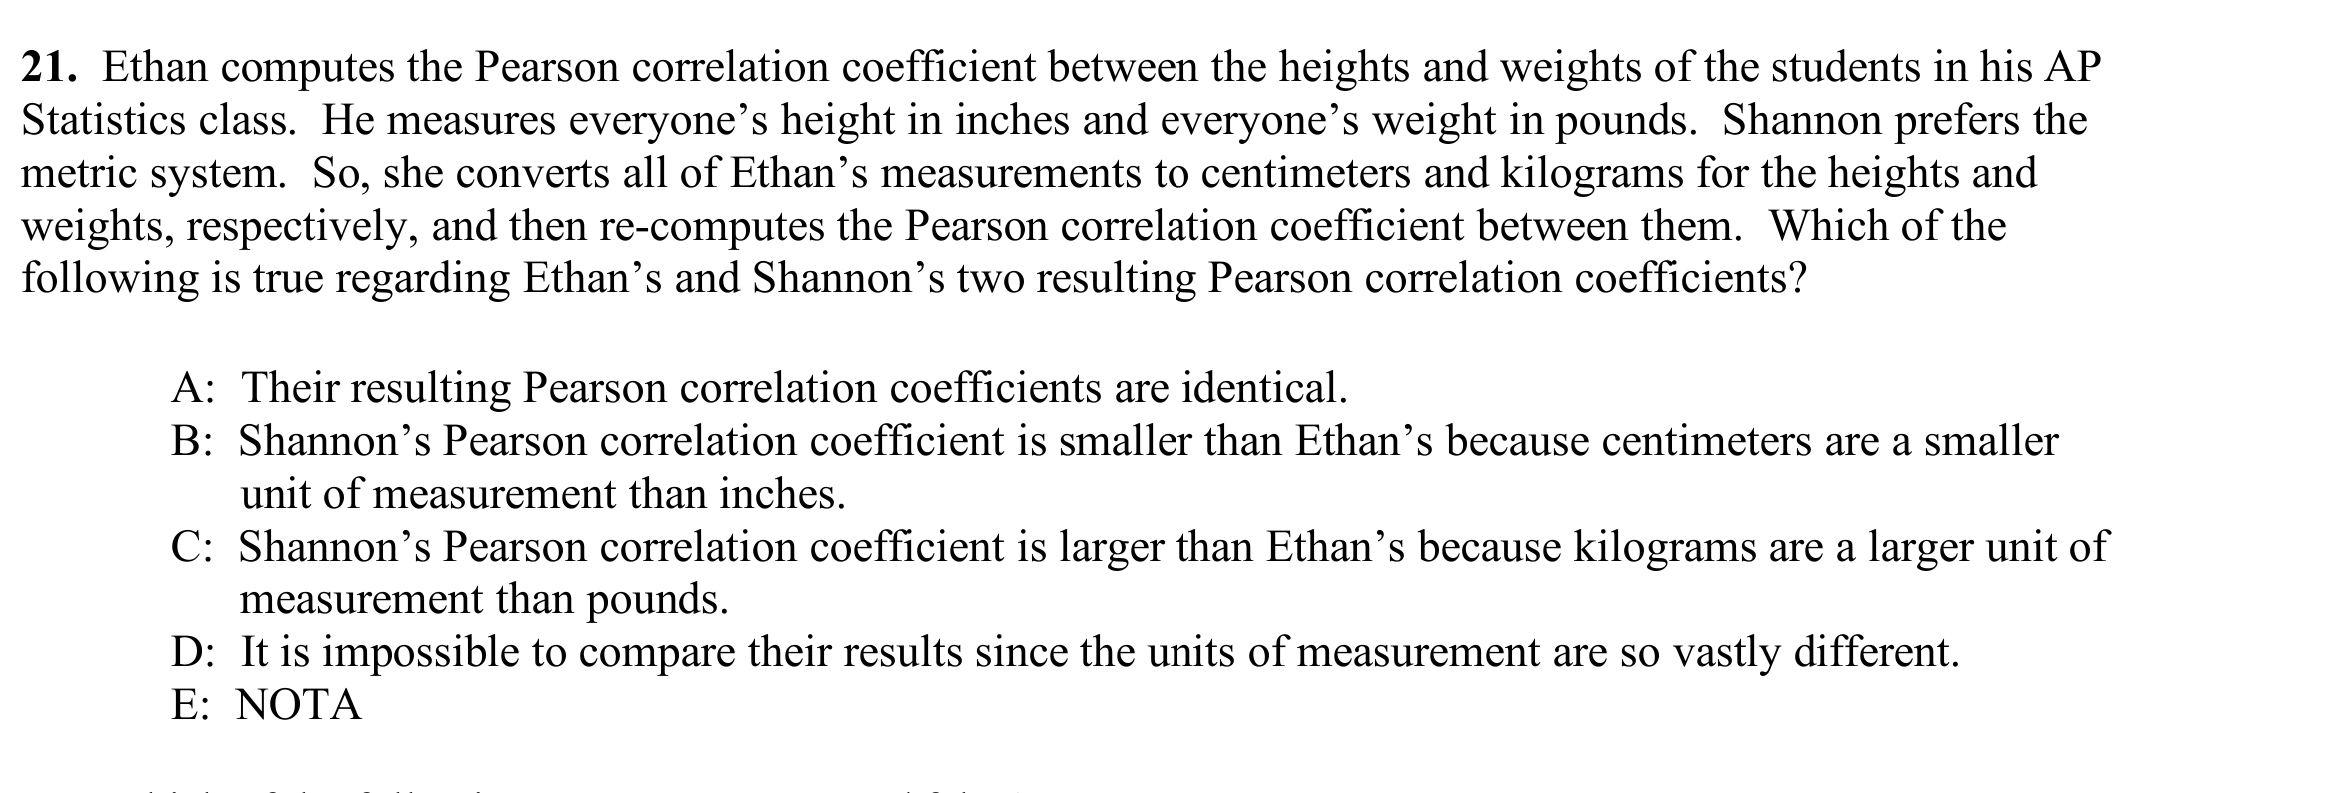 21. Ethan computes the Pearson correlation coefficient between the heights and weights of the students in his AP
Statistics class. He measures everyone’s height in inches and everyone’s weight in pounds. Shannon prefers the
metric system. So, she converts all of Ethan’s measurements to centimeters and kilograms for the heights and
weights, respectively, and then re-computes the Pearson correlation coefficient between them. Which of the
following is true regarding Ethan’s and Shannon’s two resulting Pearson correlation coefficients?
A: Their resulting Pearson correlation coefficients are identical.
B: Shannon’s Pearson correlation coefficient is smaller than Ethan’s because centimeters are a smaller
unit of measurement than inches.
C: Shannon’s Pearson correlation coefficient is larger than Ethan’s because kilograms are a larger unit of
measurement than pounds.
D: It is impossible to compare their results since the units of measurement are so vastly different.
E: NOTA